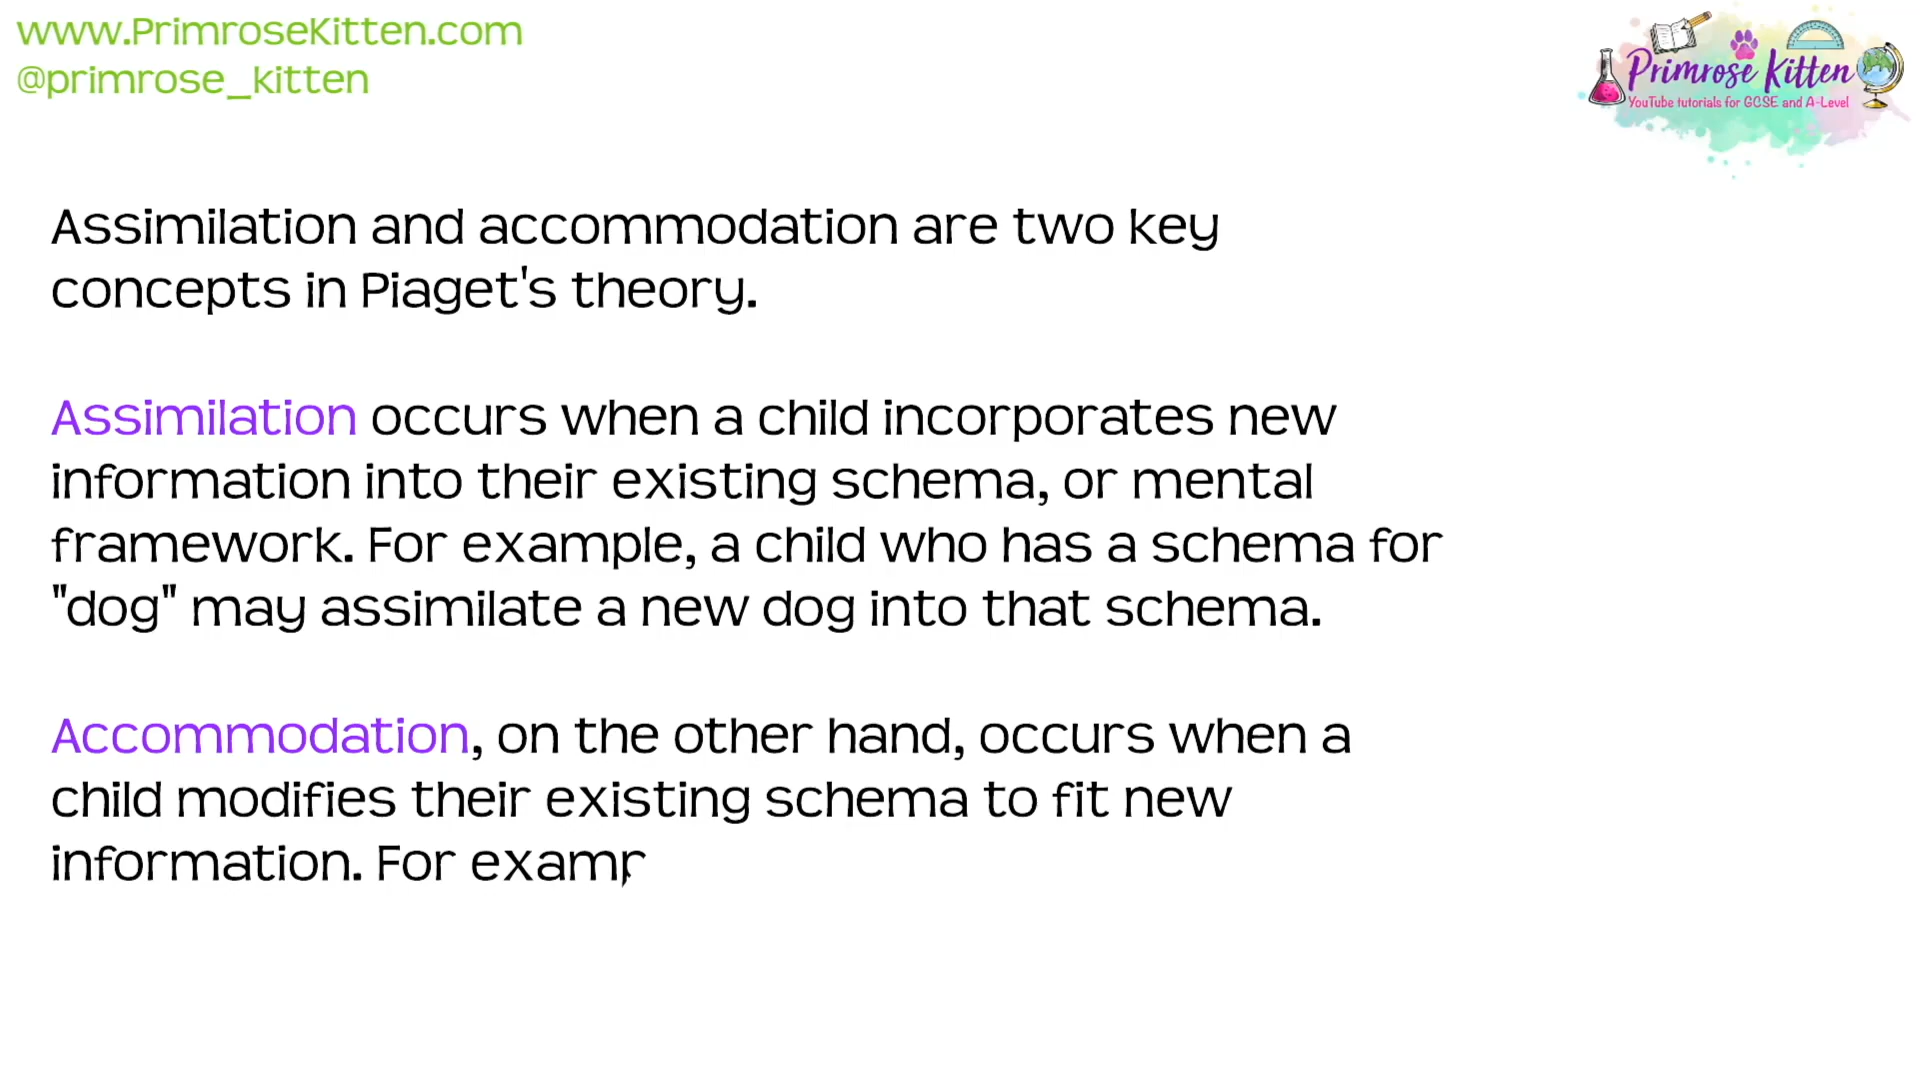 www.PrimroseKitten.com
@primrose_kitten
Primrose Kitten
YouTube tutorials for GCSE and A-Level
Assimilation and accommodation are two key
concepts in Piaget's theory.
Assimilation occurs when a child incorporates new
information into their existing schema, or mental
framework. For example, a child who has a schema for
"dog" may assimilate a new dog into that schema.
Accommodation, on the other hand, occurs when a
child modifies their existing schema to fit new
information. For examp